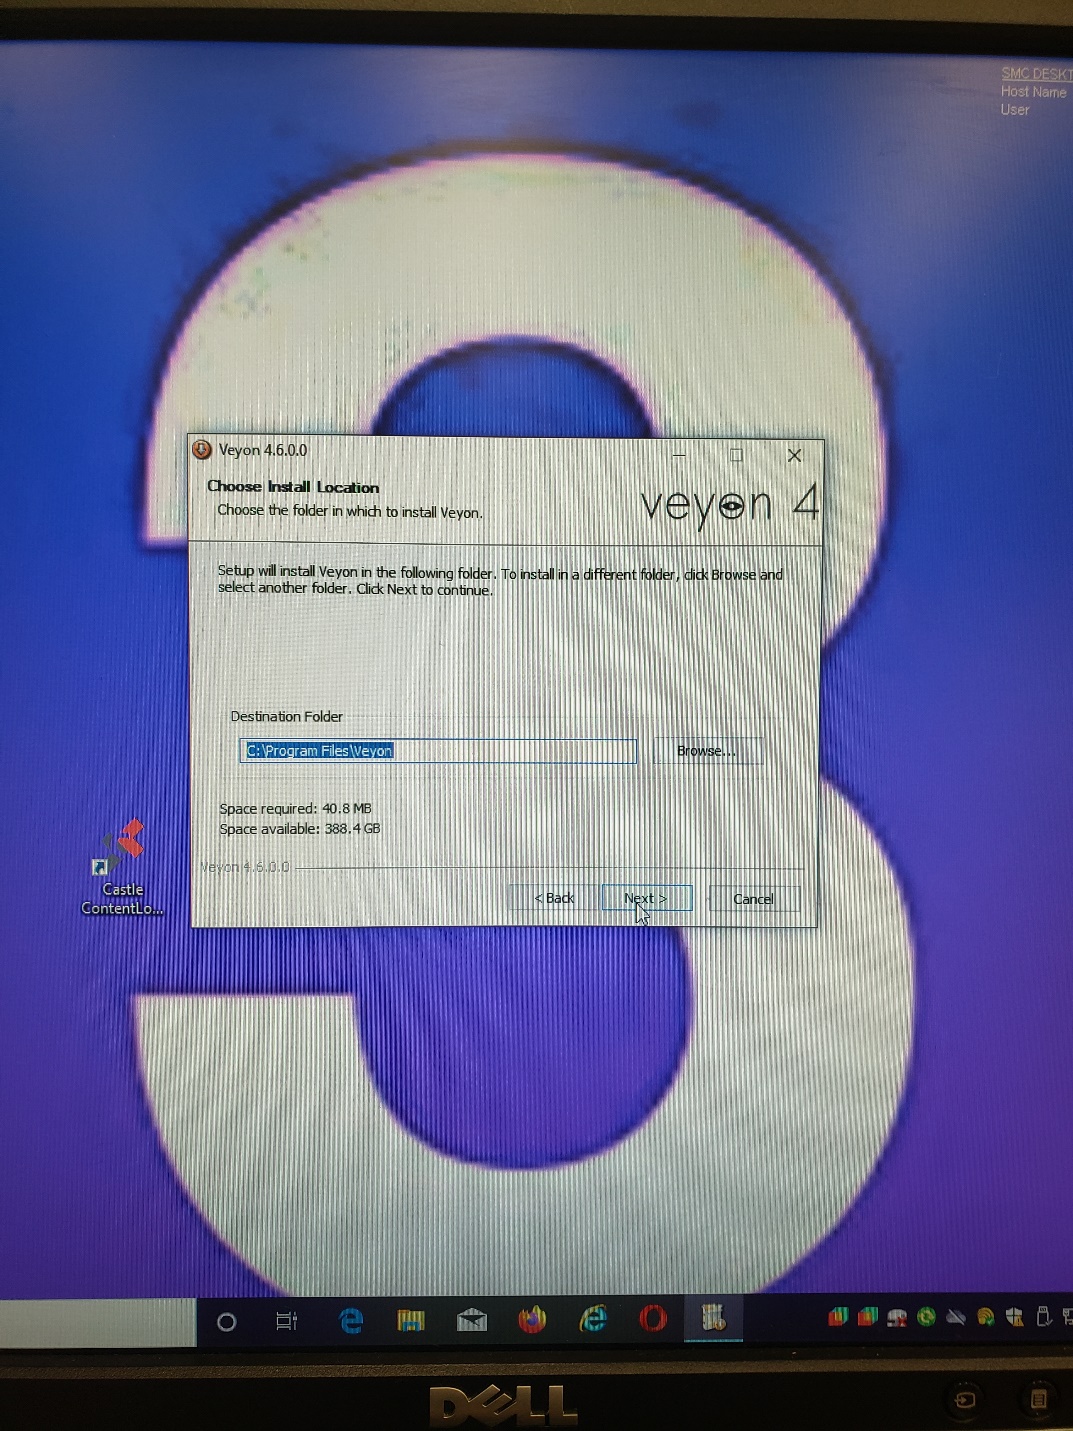 SMC DESKT
Host Name
User
3
Veyon 4.6.0.0
Choose Install Location
Choose the folder in which to install Veyon.
veyon 4
Setup will install Veyon in the following folder. To install in a different folder, click Browse and
select another folder. Click Next to continue.
Destination Folder
C:\Program Files\Veyon
Browse...
Space required: 40.8 MB
Space available: 388.4 GB
Veyon 4.6.0.0
< Back
Next >
Cancel
Castle
ContentLo...
DELL